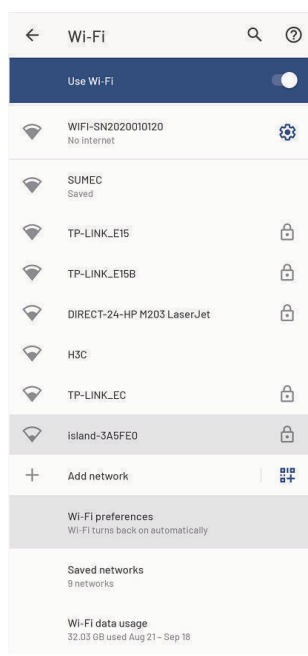 Wi-Fi
Use Wi-Fi
WIFI-SN2020010120
No internet
SUMEC
Saved
TP-LINK_E15
TP-LINK_E15B
DIRECT-24-HP M203 LaserJet
H3C
TP-LINK_EC
island-3A5FE0
Add network
Wi-Fi preferences
Wi-Fi turns back on automatically
Saved networks
9 networks
Wi-Fi data usage
32.03 GB used Aug 21 – Sep 18